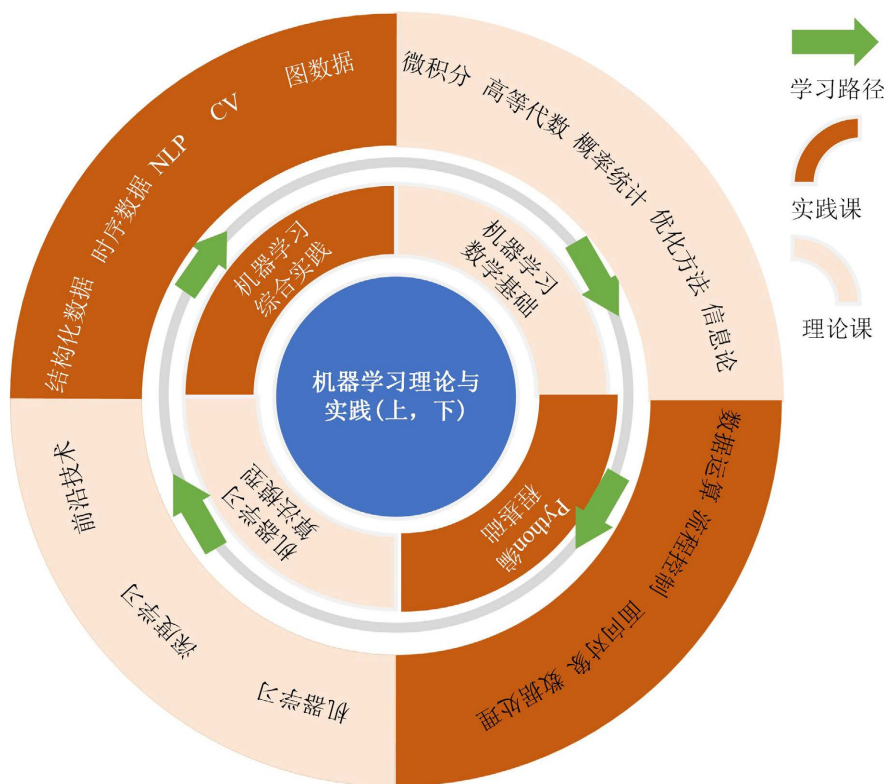 图数据
CV
NLP
时序数据
结构化数据
微积分
高等代数
概率统计
优化方法
信息论
数据运算
流程控制
面向对象
数据处理
机器学习
深度学习
前沿技术
机器学习
综合实践
机器学习
数学基础
Python编
程基础
机器学习
算法模型
机器学习理论与
实践(上，下)
学习路径
实践课
理论课